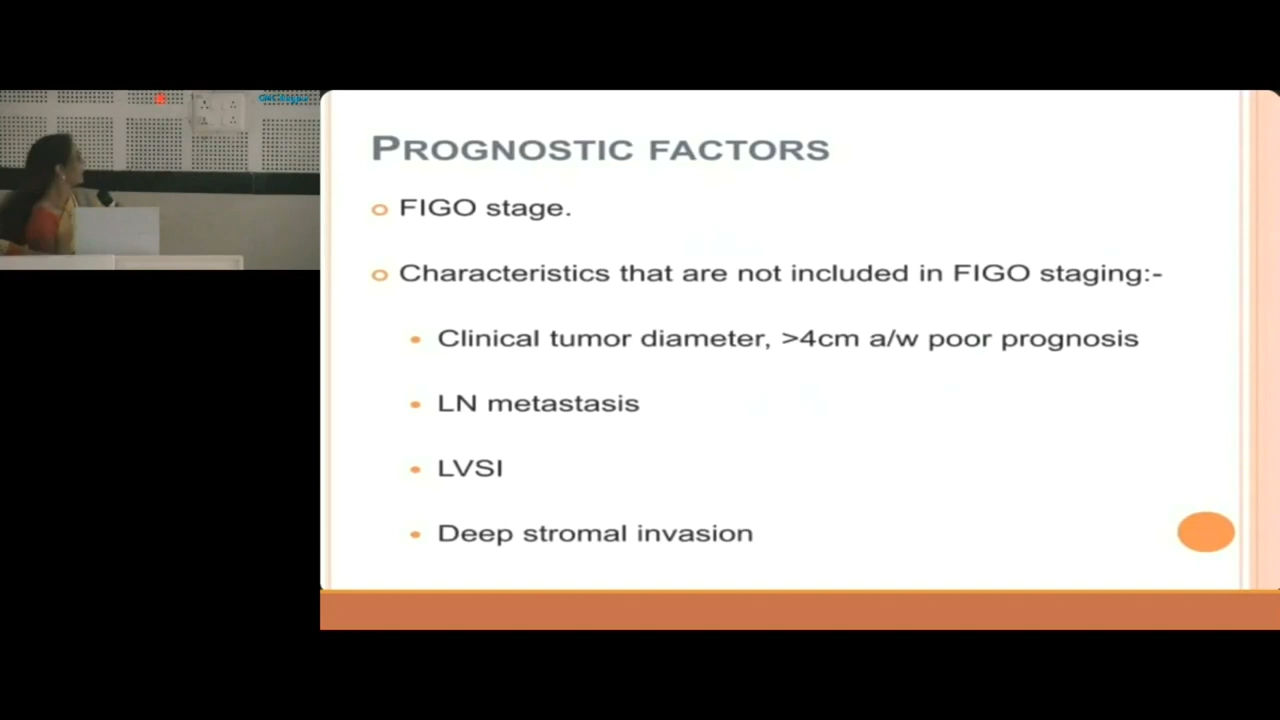 PROGNOSTIC FACTORS
FIGO stage.
Characteristics that are not included in FIGO staging:-
Clinical tumor diameter, >4cm a/w poor prognosis
LN metastasis
LVSI
Deep stromal invasion